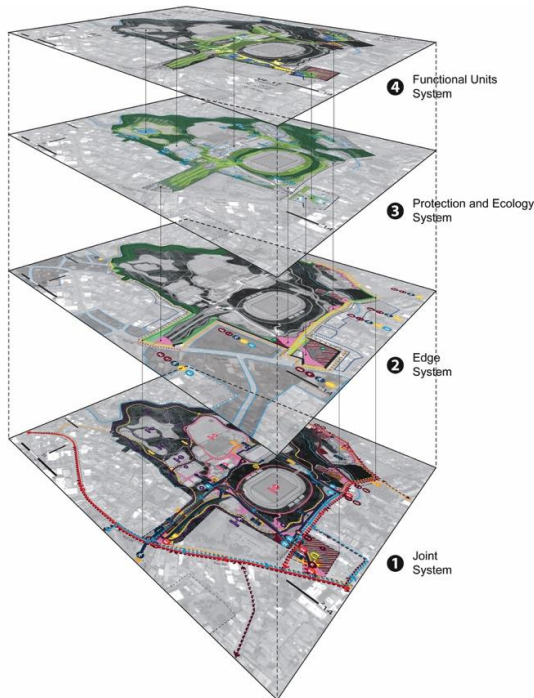 ❹ Functional Units
System
❸ Protection and Ecology
System
❷ Edge
System
❶ Joint
System